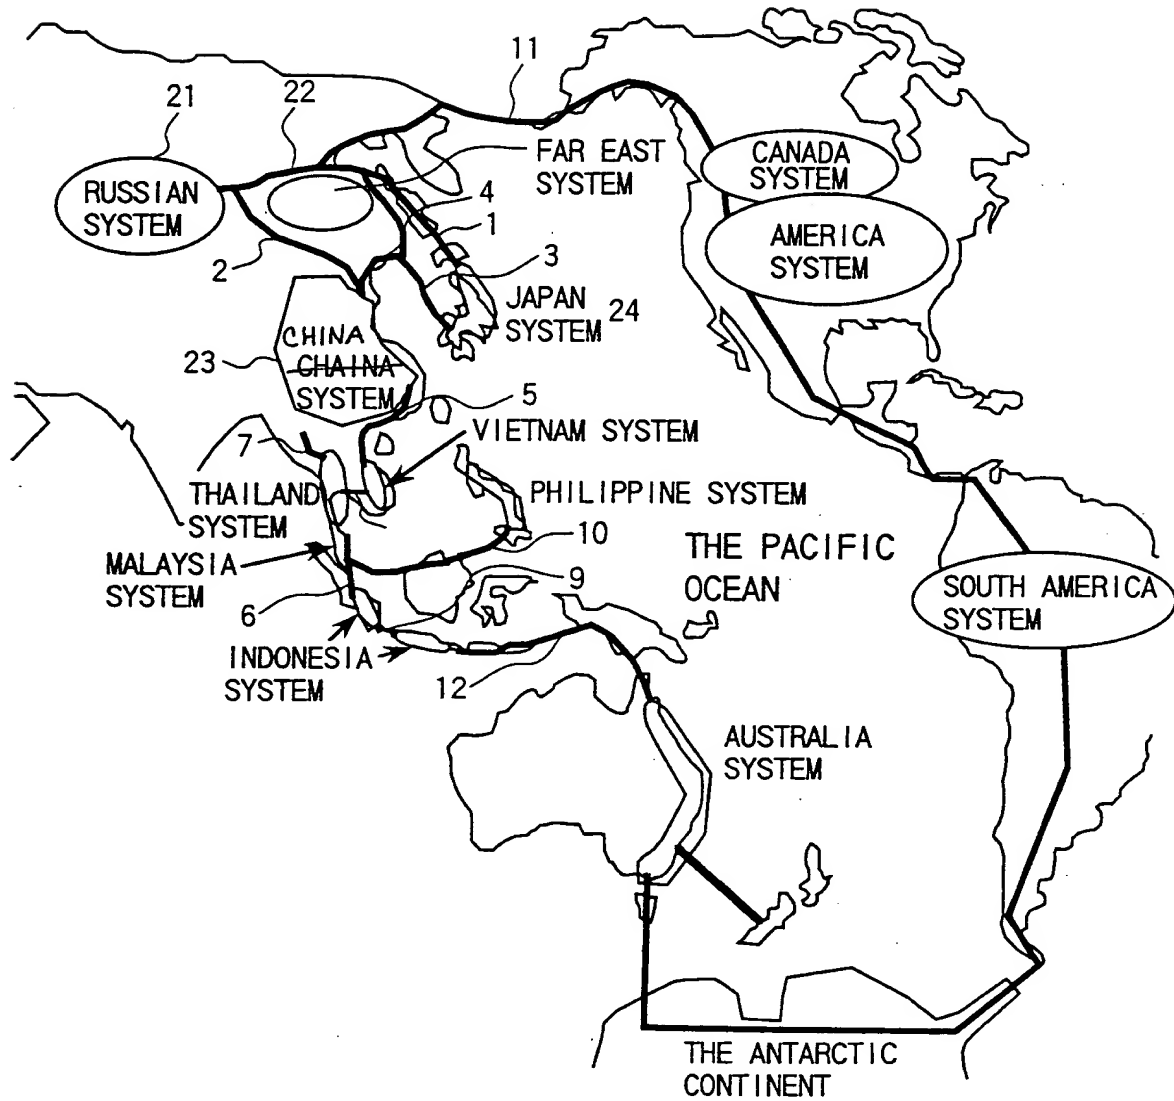 11
21
22
RUSSIAN
SYSTEM
FAR EAST
SYSTEM
CANADA
SYSTEM
4
1
AMERICA
SYSTEM
2
3
JAPAN
SYSTEM
24
CHINA
23
CHAINA
SYSTEM
5
VIETNAM SYSTEM
7
THAILAND
SYSTEM
PHILIPPINE SYSTEM
10
THE PACIFIC
OCEAN
MALAYSIA
SYSTEM
9
6
SOUTH AMERICA
SYSTEM
INDONESIA
SYSTEM
12
AUSTRALIA
SYSTEM
THE ANTARCTIC
CONTINENT